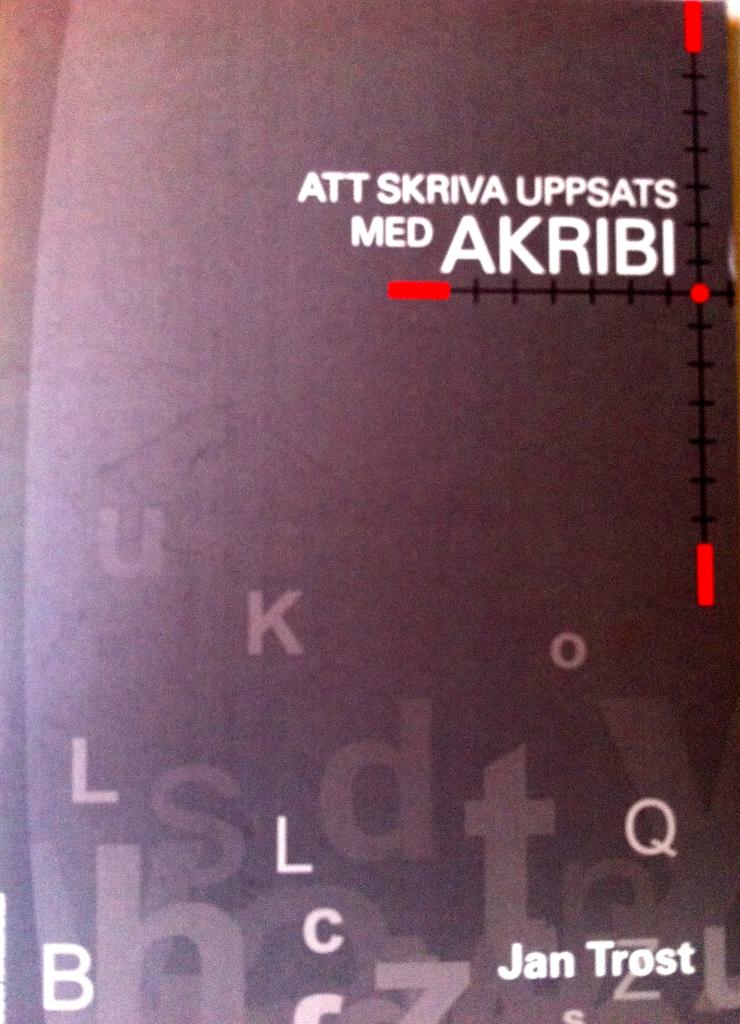 ATT SKRIVA UPPSATS
MED AKRIBI
u
K
o
L
s
d
t
L
Q
h
c
B
Jan Trost
z
z
s